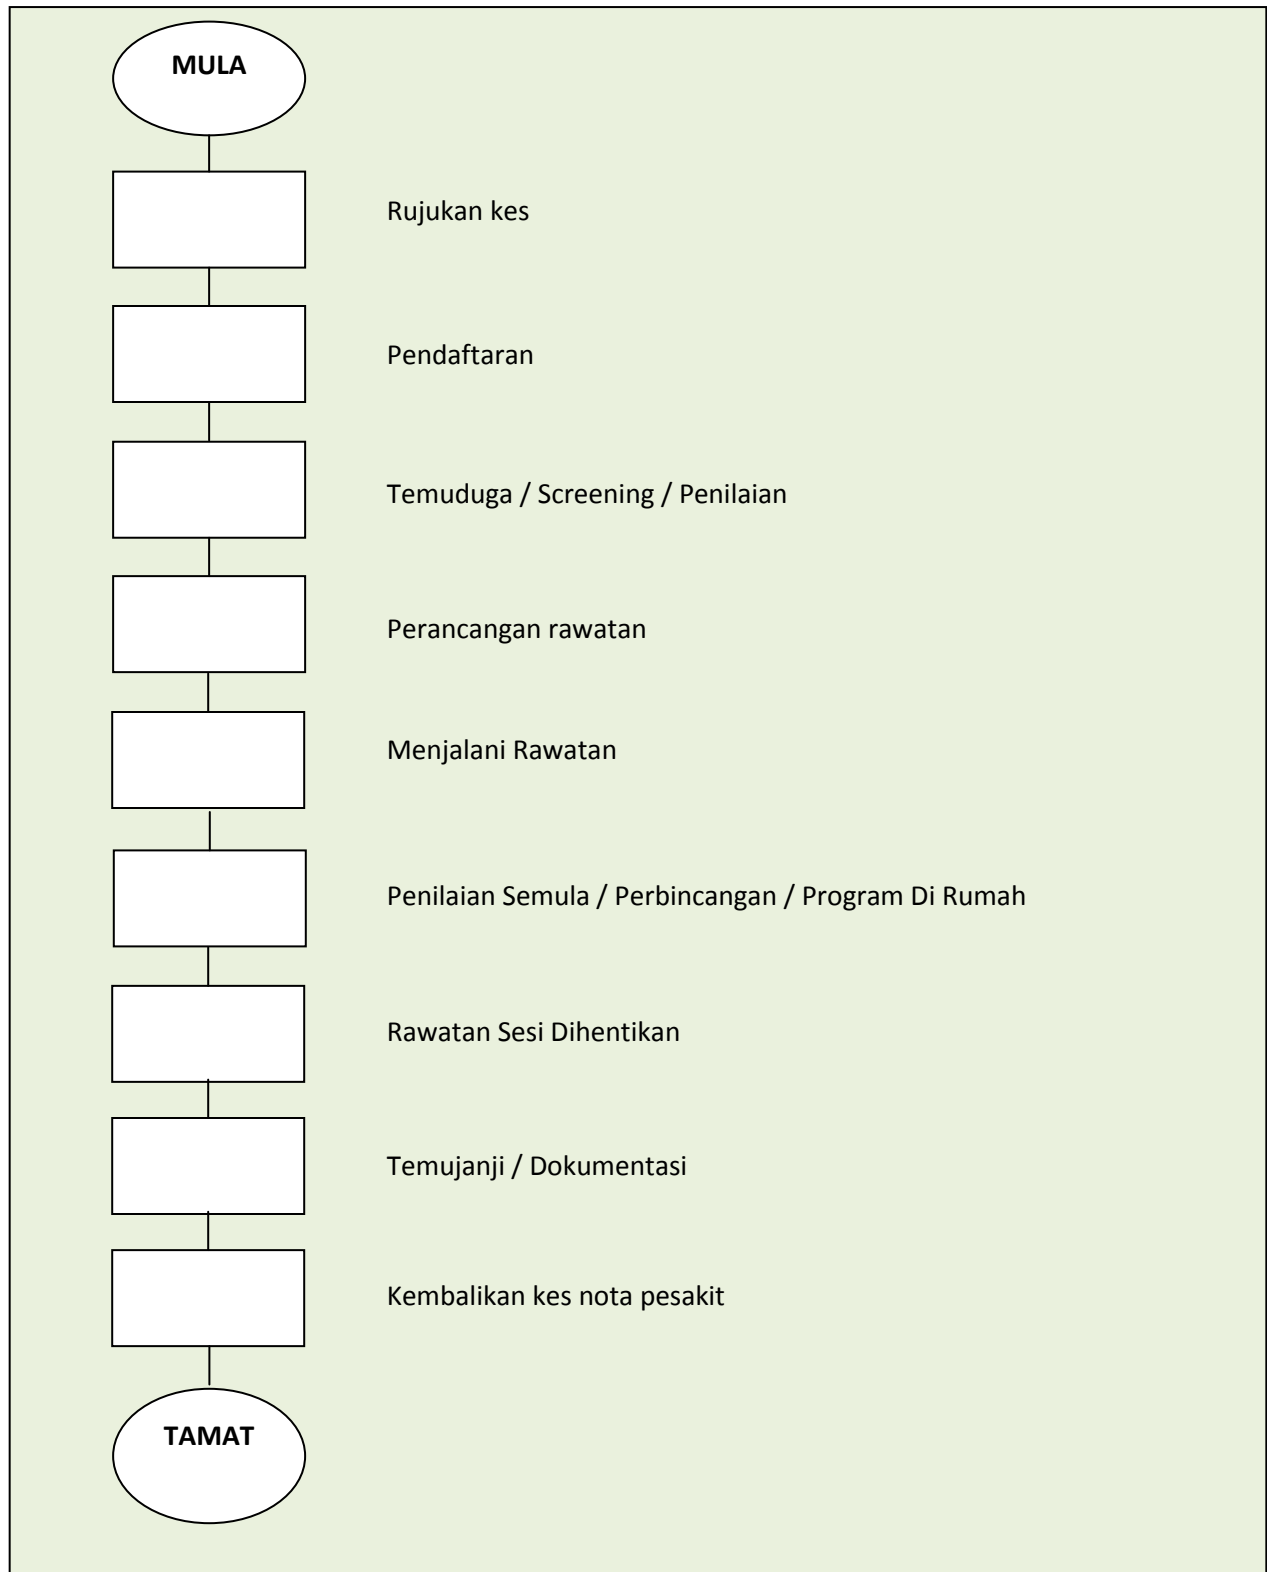 MULA
Rujukan kes
Pendaftaran
Temuduga / Screening / Penilaian
Perancangan rawatan
Menjalani Rawatan
Penilaian Semula / Perbincangan / Program Di Rumah
Rawatan Sesi Dihentikan
Temujanji / Dokumentasi
Kembalikan kes nota pesakit
TAMAT